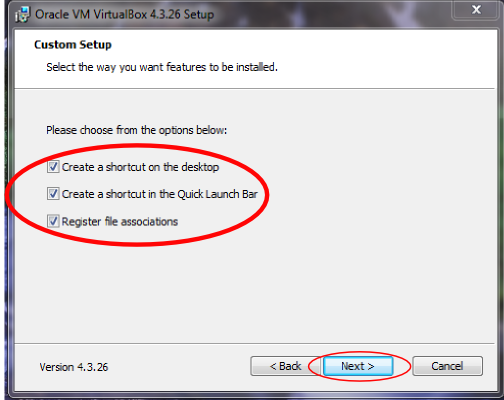 Oracle VM VirtualBox 4.3.26 Setup
Custom Setup
Select the way you want features to be installed.
Please choose from the options below:
Create a shortcut on the desktop
Create a shortcut in the Quick Launch Bar
Register file associations
Version 4.3.26
< Back Next > Cancel